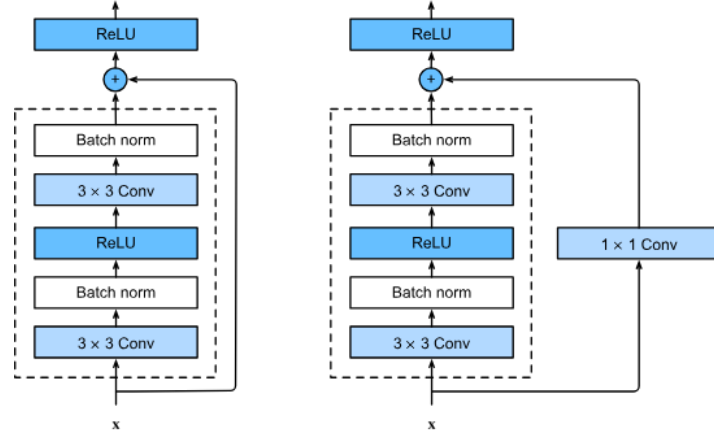 ReLU
+
Batch norm
3 × 3 Conv
ReLU
Batch norm
3 × 3 Conv
x
ReLU
+
Batch norm
3 × 3 Conv
ReLU
Batch norm
3 × 3 Conv
x
1 × 1 Conv